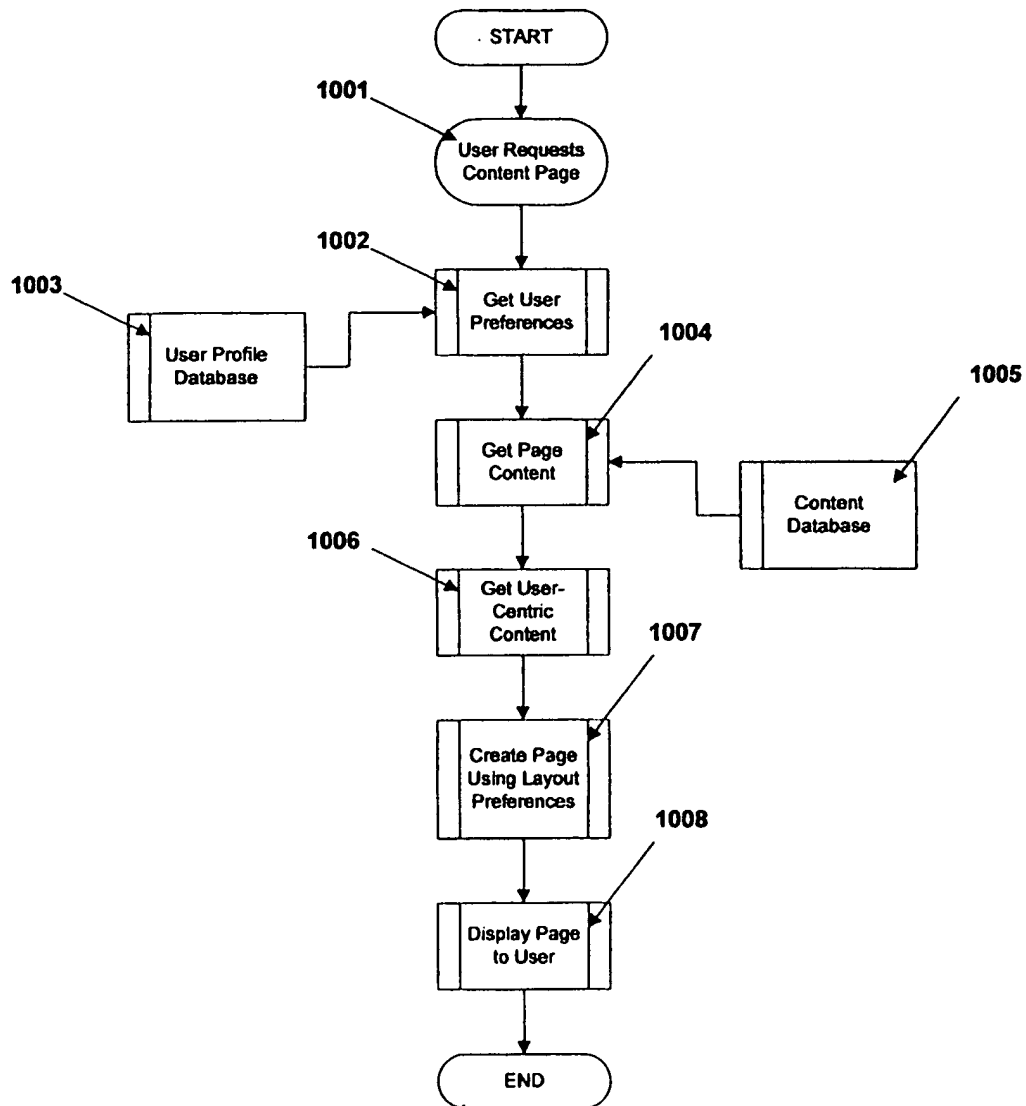 START
1001
User Requests
Content Page
1002
Get User
Preferences
1003
User Profile
Database
1004
Get Page
Content
1005
Content
Database
1006
Get User-
Centric
Content
1007
Create Page
Using Layout
Preferences
1008
Display Page
to User
END